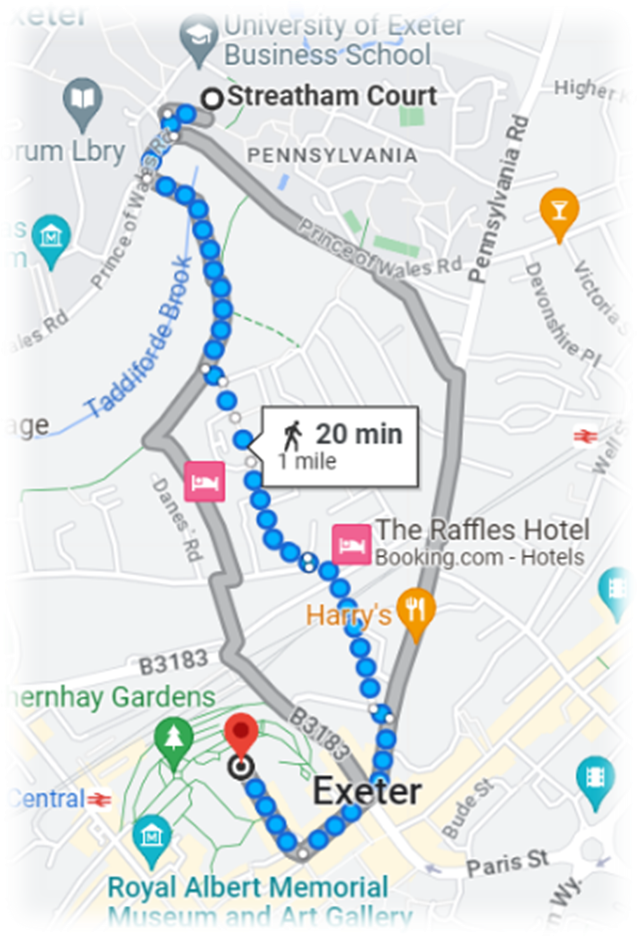 xeter
University of Exeter
Business School
Streatham Court
Higher
orum Lbry
PENNSYLVANIA
Pennsylvania Rd
Prince of Wales Rd
Prince of Wales Rd
Victoria S
Devonshire Pl
es
m
ales Rd
Taddiforde Brook
age
20 min
1 mile
Well
Danes' Rd
The Raffles Hotel
Booking.com - Hotels
Harry's
B3183
hernhay Gardens
B3183
Exeter
Central
Bude St
Paris St
Royal Albert Memorial
Museum and Art Gallery
n Wy.